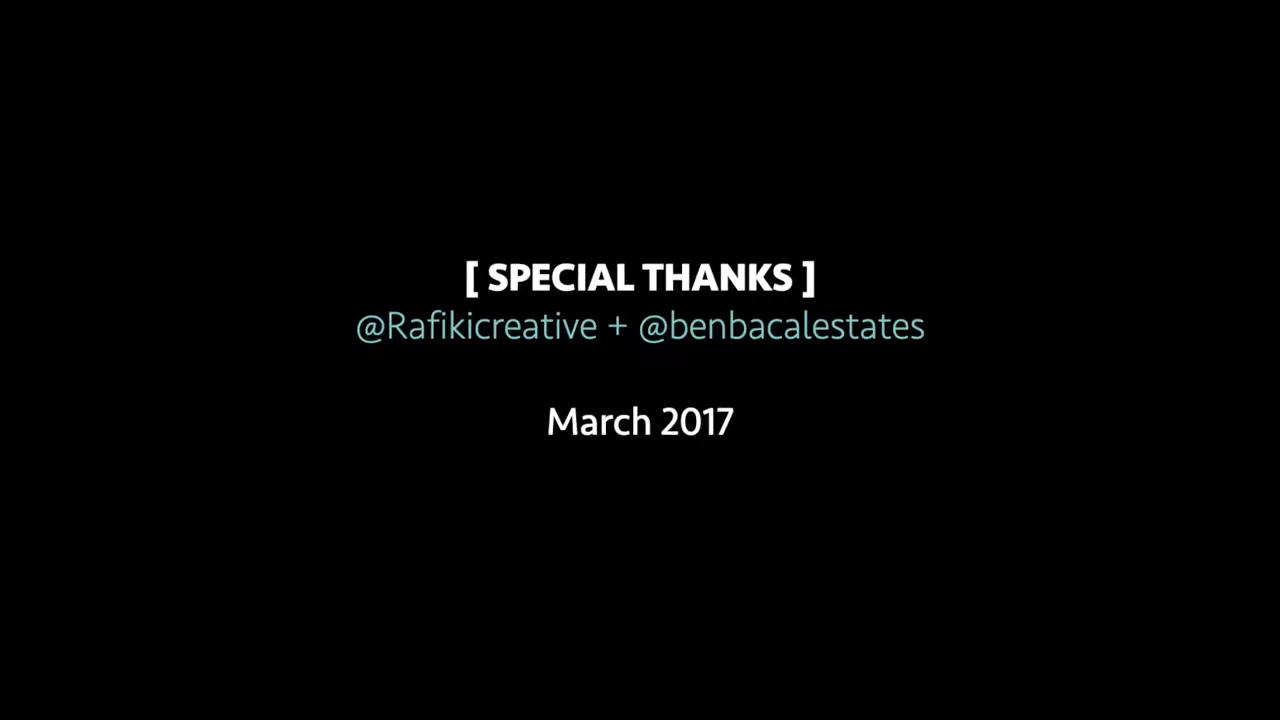 [ SPECIAL THANKS ]
@Rafikicreative + @benbacalestates
March 2017